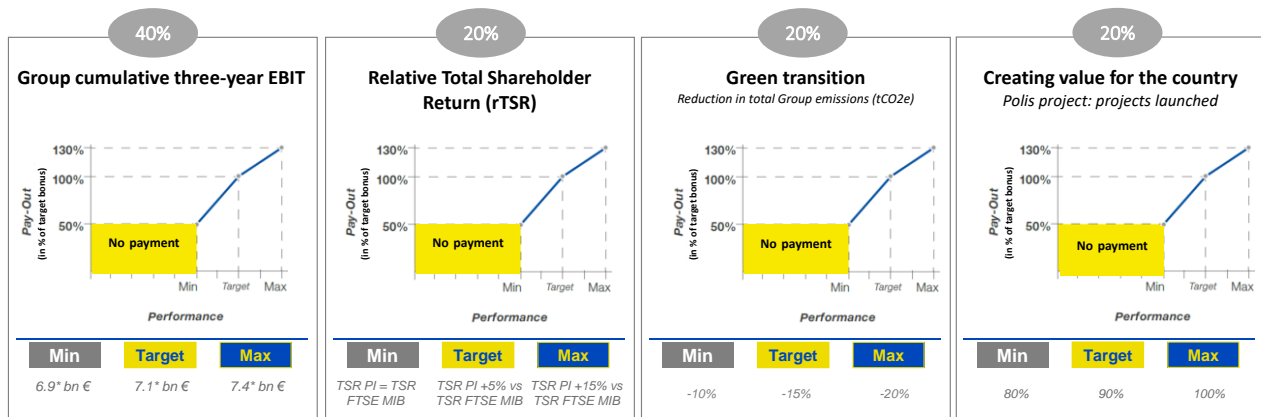 40%
Group cumulative three-year EBIT
130%
100%
50%
Pay-Out
(in % of target bonus)
No payment
Min
Target
Max
Performance
Min
Target
Max
6.9* bn €
7.1* bn €
7.4* bn €
20%
Relative Total Shareholder
Return (rTSR)
130%
100%
50%
Pay-Out
(in % of target bonus)
No payment
Min
Target
Max
Performance
Min
Target
Max
TSR PI = TSR
FTSE MIB
TSR PI +5% vs
TSR FTSE MIB
TSR PI +15% vs
TSR FTSE MIB
20%
Green transition
Reduction in total Group emissions (tCO2e)
130%
100%
50%
Pay-Out
(in % of target bonus)
No payment
Min
Target
Max
Performance
Min
Target
Max
-10%
-15%
-20%
20%
Creating value for the country
Polis project: projects launched
130%
100%
50%
Pay-Out
(in % of target bonus)
No payment
Min
Target
Max
Performance
Min
Target
Max
80%
90%
100%